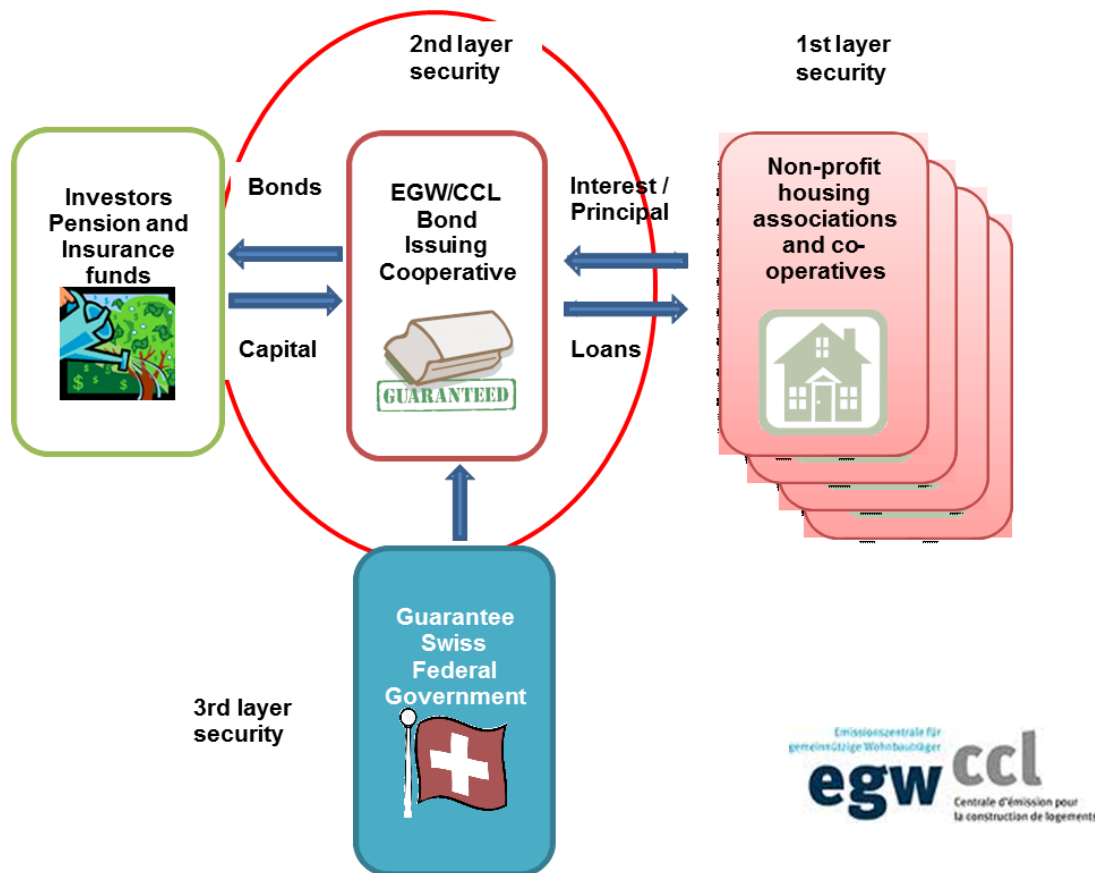 2nd layer
security
1st layer
security
Investors
Pension and
Insurance
funds
Bonds
Capital
EGW/CCL
Bond
Issuing
Cooperative
GUARANTEED
Interest /
Principal
Loans
Non-profit
housing
associations
and co-
operatives
Guarantee
Swiss
Federal
Government
3rd layer
security
Emissionszentrale für
gemeinnützige Wohnbauträger
egw ccl
Centrale d'émission pour
la construction de logements